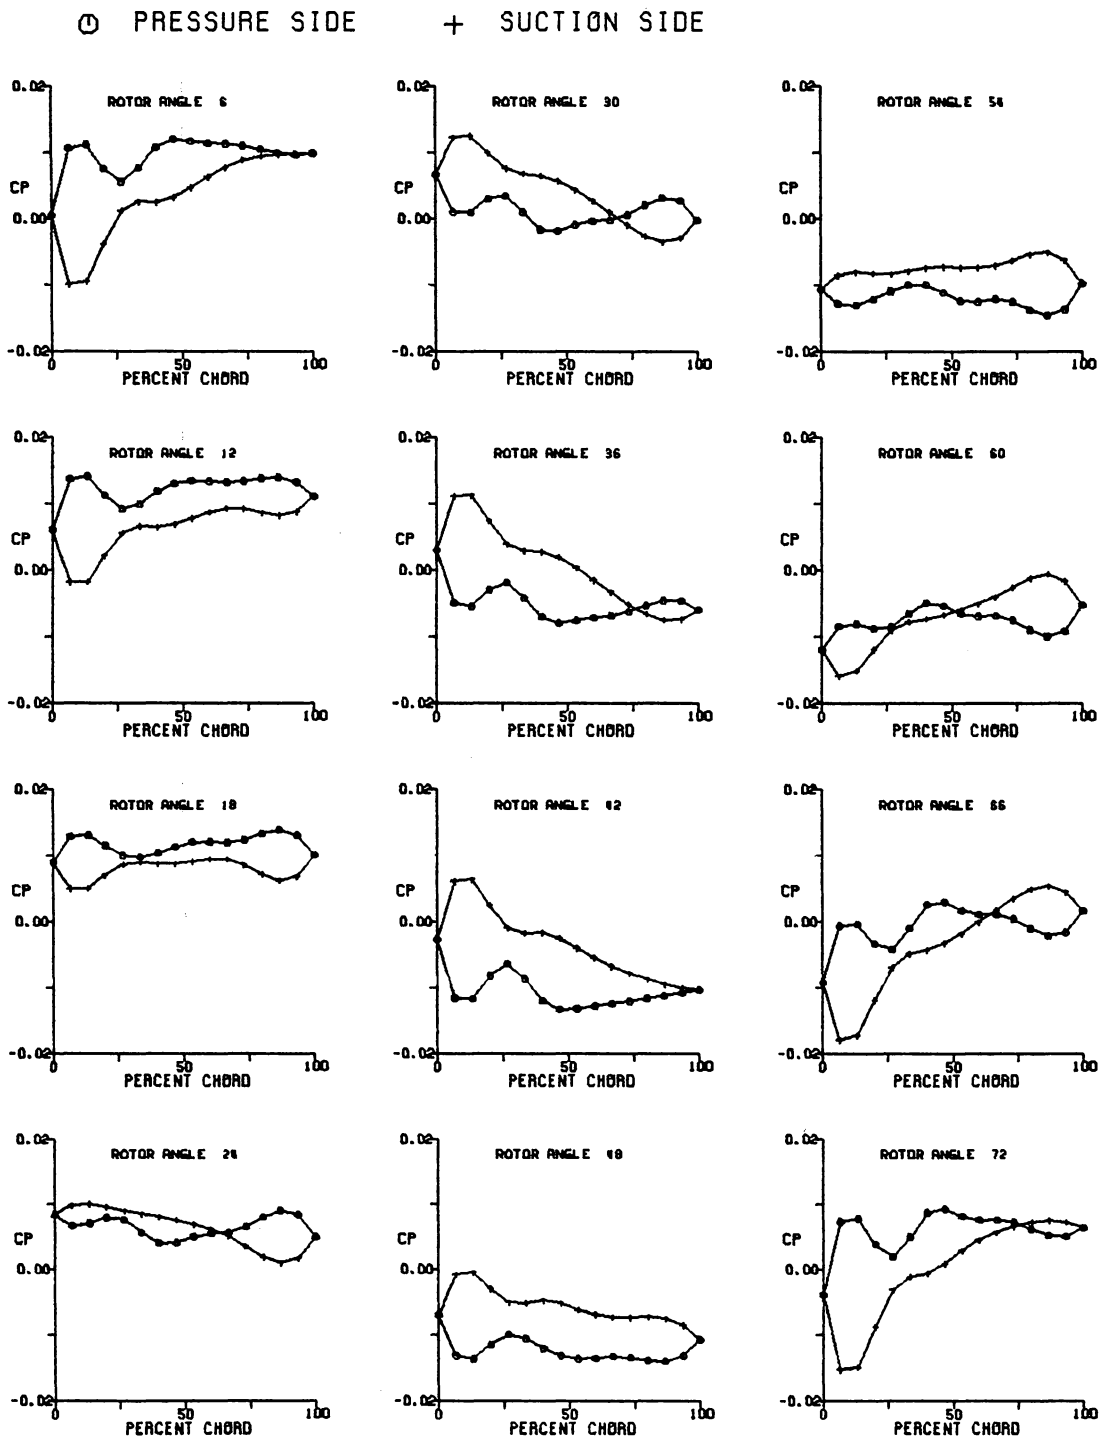 PRESSURE SIDE + SUCTION SIDE
0.02
ROTOR ANGLE 6
CP
0.00
-0.02
0 50 100
PERCENT CHORD
0.02
ROTOR ANGLE 30
CP
0.00
-0.02
0 50 100
PERCENT CHORD
0.02
ROTOR ANGLE 54
CP
0.00
-0.02
0 50 100
PERCENT CHORD
0.02
ROTOR ANGLE 12
CP
0.00
-0.02
0 50 100
PERCENT CHORD
0.02
ROTOR ANGLE 36
CP
0.00
-0.02
0 50 100
PERCENT CHORD
0.02
ROTOR ANGLE 60
CP
0.00
-0.02
0 50 100
PERCENT CHORD
0.02
ROTOR ANGLE 18
CP
0.00
-0.02
0 50 100
PERCENT CHORD
0.02
ROTOR ANGLE 42
CP
0.00
-0.02
0 50 100
PERCENT CHORD
0.02
ROTOR ANGLE 66
CP
0.00
-0.02
0 50 100
PERCENT CHORD
0.02
ROTOR ANGLE 24
CP
0.00
-0.02
0 50 100
PERCENT CHORD
0.02
ROTOR ANGLE 48
CP
0.00
-0.02
0 50 100
PERCENT CHORD
0.02
ROTOR ANGLE 72
CP
0.00
-0.02
0 50 100
PERCENT CHORD